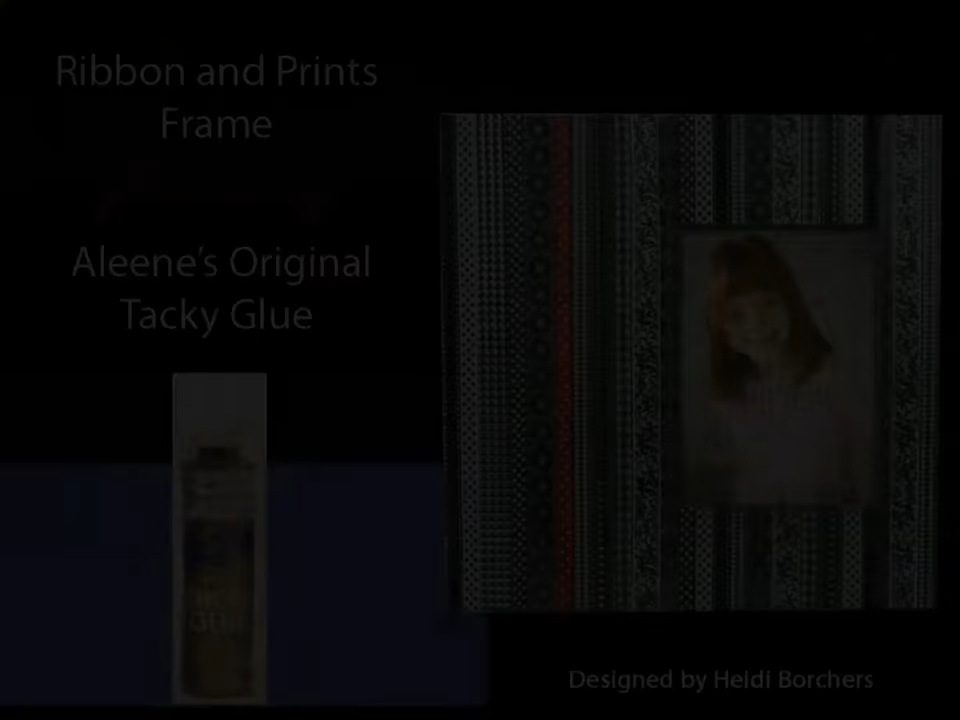 Ribbon and Prints
Frame
Aleene's Original
Tacky Glue
Designed by Heidi Borchers